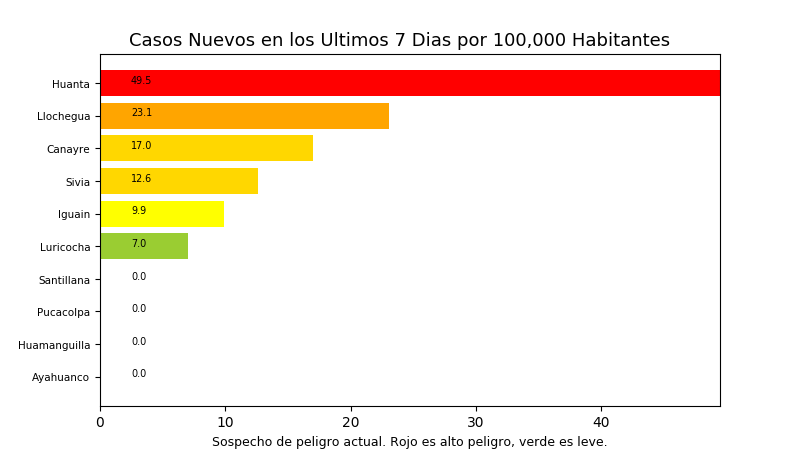 Casos Nuevos en los Ultimos 7 Dias por 100,000 Habitantes
Huanta 49.5
Llochegua 23.1
Canayre 17.0
Sivia 12.6
Iguain 9.9
Luricocha 7.0
Santillana 0.0
Pucacolpa 0.0
Huamanguilla 0.0
Ayahuanco 0.0
0 10 20 30 40
Sospecho de peligro actual. Rojo es alto peligro, verde es leve.